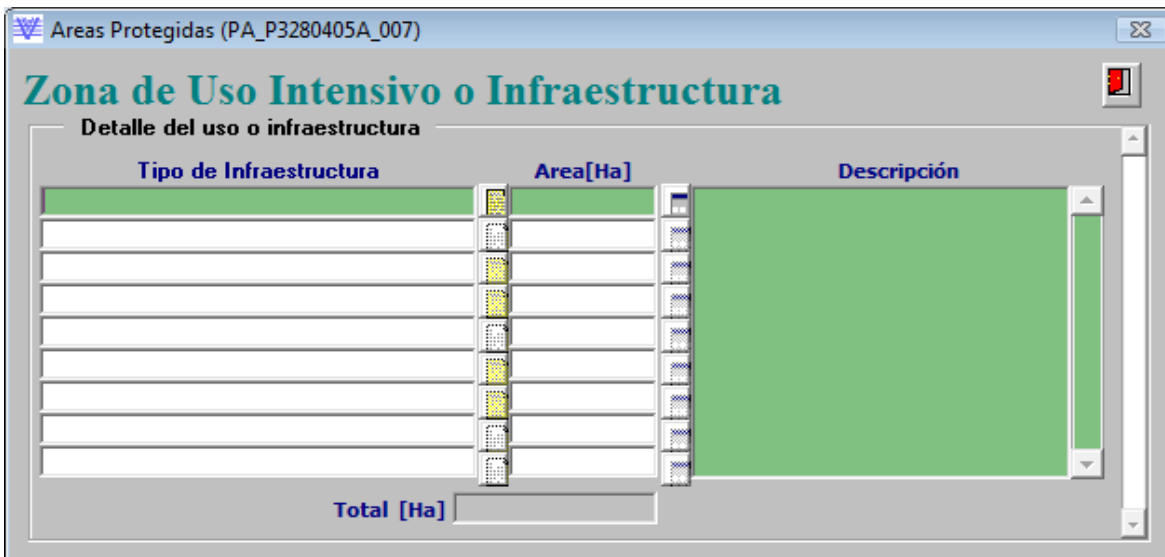 Areas Protegidas (PA_P3280405A_007)
Zona de Uso Intensivo o Infraestructura
Detalle del uso o infraestructura
Tipo de Infraestructura Area[Ha] Descripción
Total [Ha]